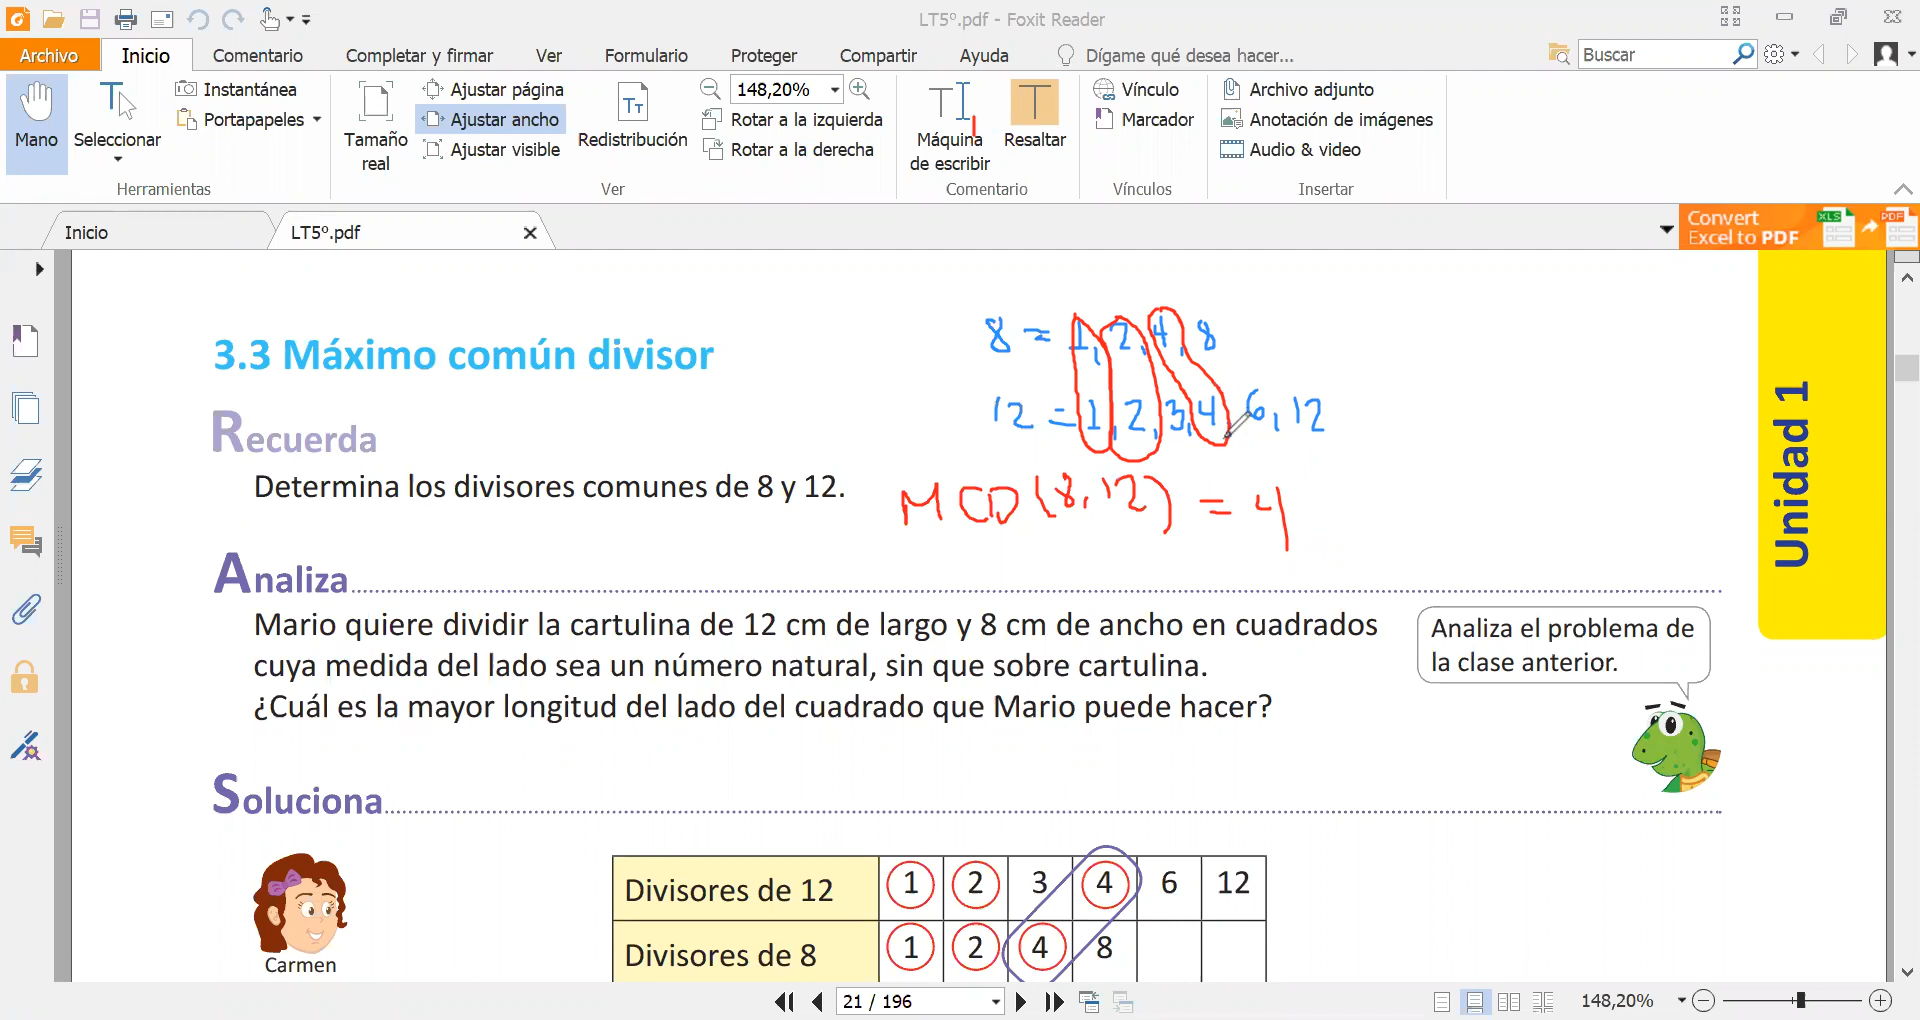 LT5º.pdf - Foxit Reader
Archivo Inicio Comentario Completar y firmar Ver Formulario Proteger Compartir Ayuda Dígame qué desea hacer... Buscar
Mano
Seleccionar
Instantánea
Portapapeles
Herramientas
Tamaño
real
Ajustar página
Ajustar ancho
Ajustar visible
Redistribución
148,20%
Rotar a la izquierda
Rotar a la derecha
Ver
Máquina
de escribir
Resaltar
Comentario
Vínculo
Marcador
Vínculos
Archivo adjunto
Anotación de imágenes
Audio & video
Insertar
Inicio LT5º.pdf
Convert
Excel to PDF
XLS PDF
3.3 Máximo común divisor
8 = 1, 2, 4, 8
12 = 1, 2, 3, 4 6, 12
Recuerda
Determina los divisores comunes de 8 y 12.
MCD(8,12) = 4
Unidad 1
Analiza
Mario quiere dividir la cartulina de 12 cm de largo y 8 cm de ancho en cuadrados
cuya medida del lado sea un número natural, sin que sobre cartulina.
¿Cuál es la mayor longitud del lado del cuadrado que Mario puede hacer?
Analiza el problema de
la clase anterior.
Soluciona
Carmen
Divisores de 12 1 2 3 4 6 12
Divisores de 8 1 2 4 8
21 / 196
148,20%